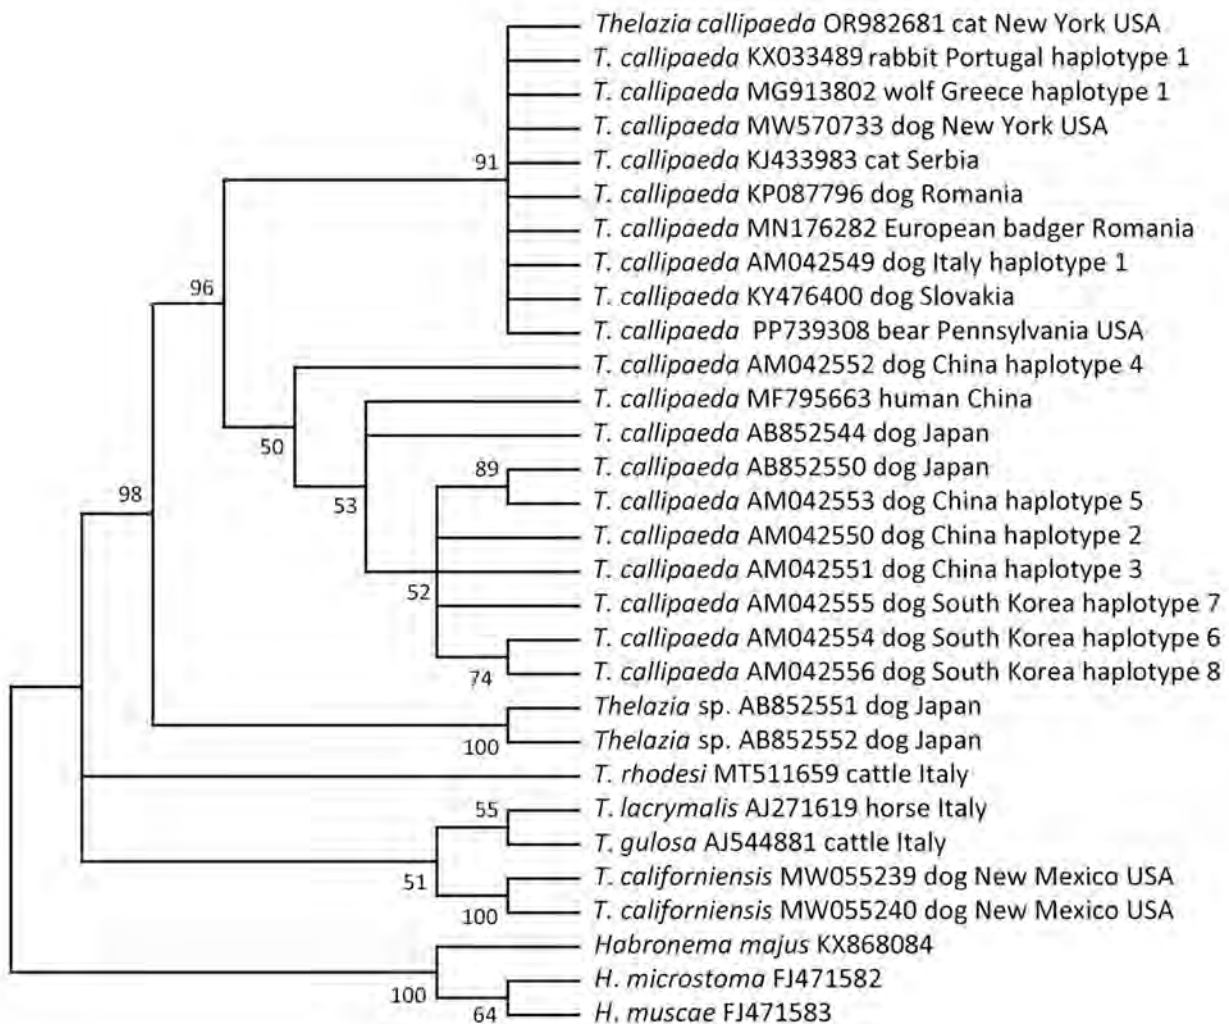 Thelazia callipaeda OR982681 cat New York USA
T. callipaeda KX033489 rabbit Portugal haplotype 1
T. callipaeda MG913802 wolf Greece haplotype 1
T. callipaeda MW570733 dog New York USA
91
T. callipaeda KJ433983 cat Serbia
T. callipaeda KP087796 dog Romania
T. callipaeda MN176282 European badger Romania
T. callipaeda AM042549 dog Italy haplotype 1
96
T. callipaeda KY476400 dog Slovakia
T. callipaeda PP739308 bear Pennsylvania USA
T. callipaeda AM042552 dog China haplotype 4
T. callipaeda MF795663 human China
50
T. callipaeda AB852544 dog Japan
89
T. callipaeda AB852550 dog Japan
98
53
T. callipaeda AM042553 dog China haplotype 5
T. callipaeda AM042550 dog China haplotype 2
T. callipaeda AM042551 dog China haplotype 3
52
T. callipaeda AM042555 dog South Korea haplotype 7
T. callipaeda AM042554 dog South Korea haplotype 6
74
T. callipaeda AM042556 dog South Korea haplotype 8
Thelazia sp. AB852551 dog Japan
100
Thelazia sp. AB852552 dog Japan
T. rhodesi MT511659 cattle Italy
55
T. lacrymalis AJ271619 horse Italy
T. gulosa AJ544881 cattle Italy
51
T. californiensis MW055239 dog New Mexico USA
100
T. californiensis MW055240 dog New Mexico USA
Habronema majus KX868084
H. microstoma FJ471582
100
64
H. muscae FJ471583